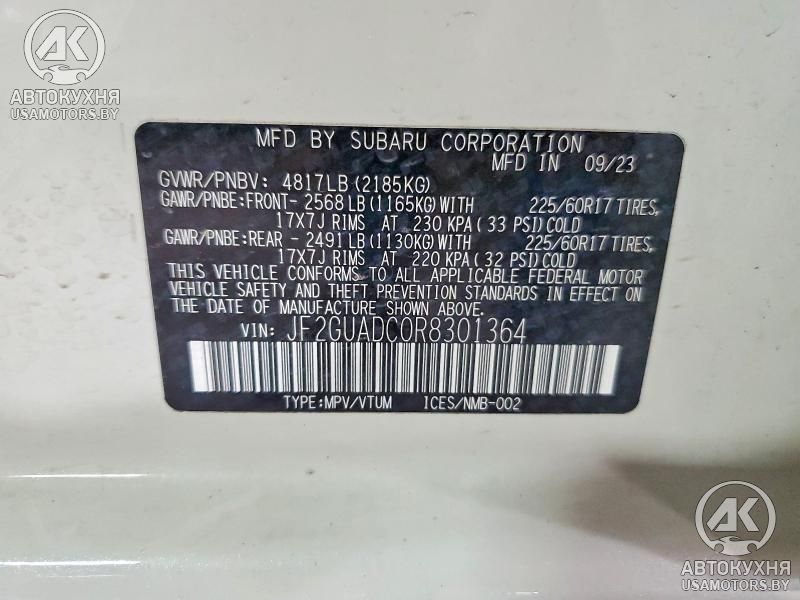 AK
АВТОКУХНЯ
USAMOTORS.BY
MFD BY SUBARU CORPORATION
MFD IN 09/23
GVWR/PNBV: 4817LB (2185KG)
GAWR/PNBE:FRONT- 2568LB (1165KG)WITH 225/60R17 TIRES,
17X7J RIMS AT 230 KPA ( 33 PSI) COLD
GAWR/PNBE:REAR - 2491LB (1130KG)WITH 225/60R17 TIRES,
17X7J RIMS AT 220 KPA ( 32 PSI) COLD
THIS VEHICLE CONFORMS TO ALL APPLICABLE FEDERAL MOTOR
VEHICLE SAFETY AND THEFT PREVENTION STANDARDS IN EFFECT ON
THE DATE OF MANUFACTURE SHOWN ABOVE.
VIN: JF2GUADC0R8301364
TYPE:MPV/VTUM ICES/NMB-002
AK
АВТОКУХНЯ
USAMOTORS.BY